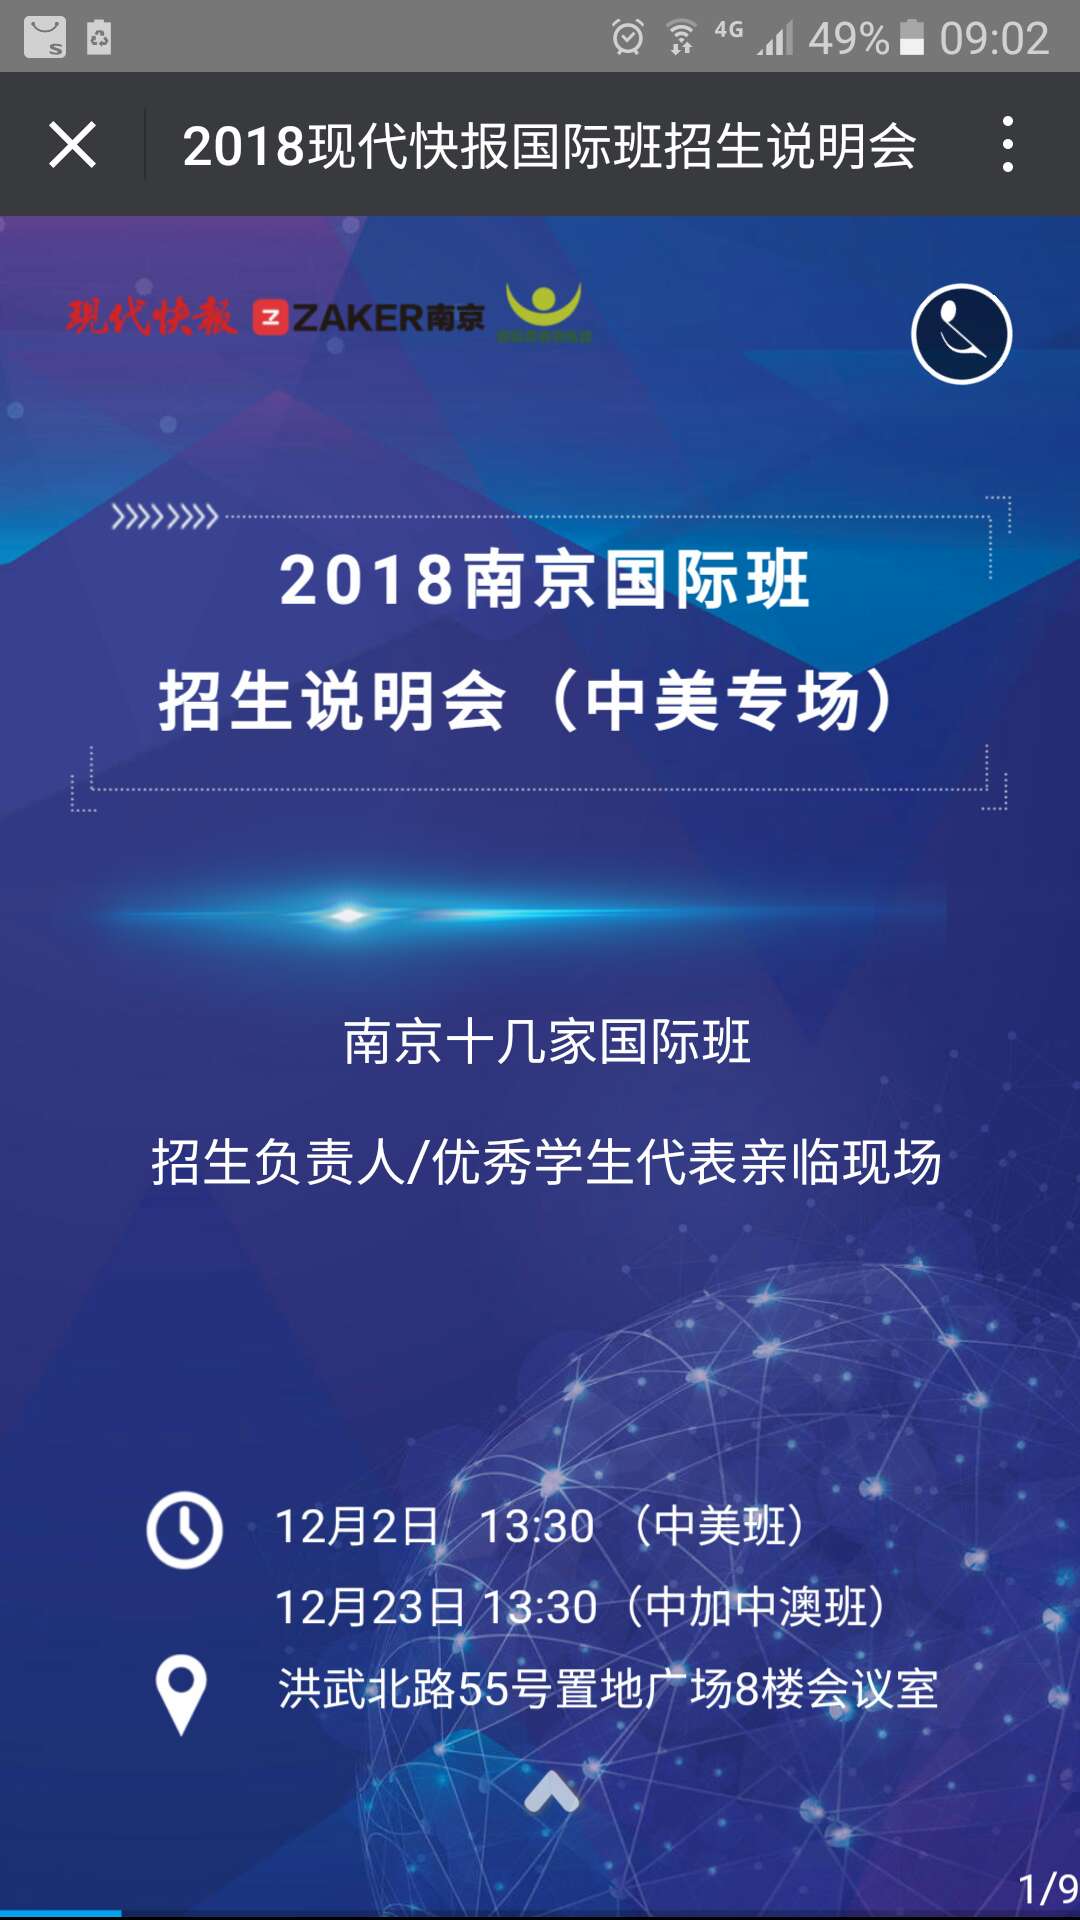 4G 49% 09:02
2018现代快报国际班招生说明会
现代快报 ZAKER南京
2018南京国际班
招生说明会（中美专场）
南京十几家国际班
招生负责人/优秀学生代表亲临现场
12月2日 13:30 （中美班）
12月23日 13:30（中加中澳班）
洪武北路55号置地广场8楼会议室
1/9